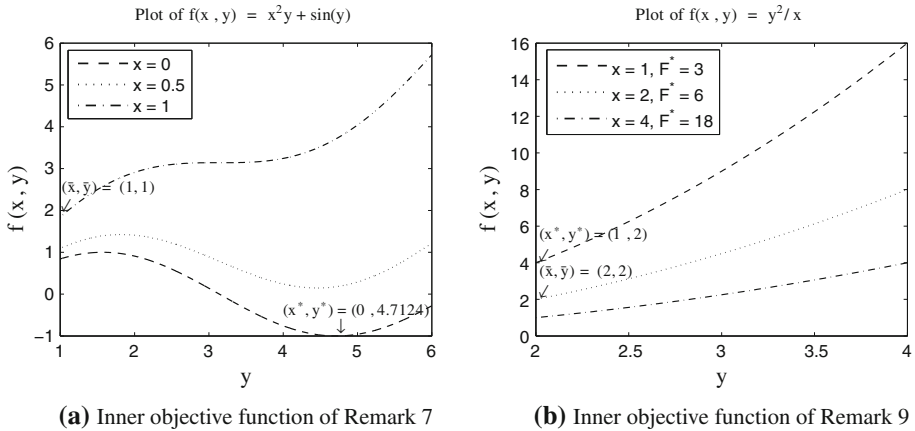 Plot of f(x , y) = x²y + sin(y)
6
5
4
3
2
1
0
−1
f (x , y)
x = 0
x = 0.5
x = 1
(x̄, ȳ) = (1, 1)
(x*, y*) = (0 , 4.7124)
1 2 3 4 5 6
y
(a) Inner objective function of Remark 7
Plot of f(x , y) = y²/ x
16
14
12
10
8
6
4
2
0
f (x , y)
x = 1, F* = 3
x = 2, F* = 6
x = 4, F* = 18
(x*, y*) = (1 , 2)
(x̄, ȳ) = (2, 2)
2 2.5 3 3.5 4
y
(b) Inner objective function of Remark 9